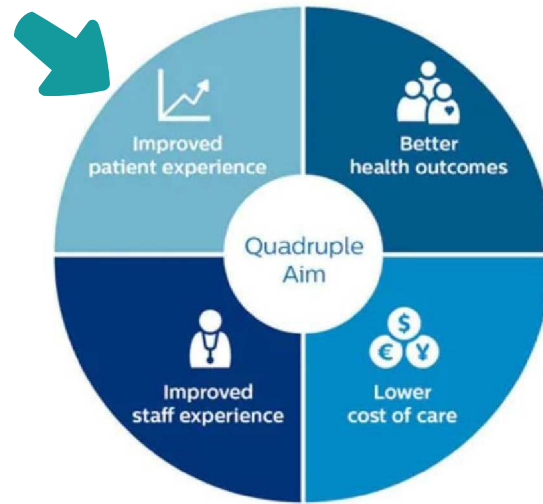 Improved
patient experience
Better
health outcomes
Quadruple
Aim
Improved
staff experience
$
€ ¥
Lower
cost of care